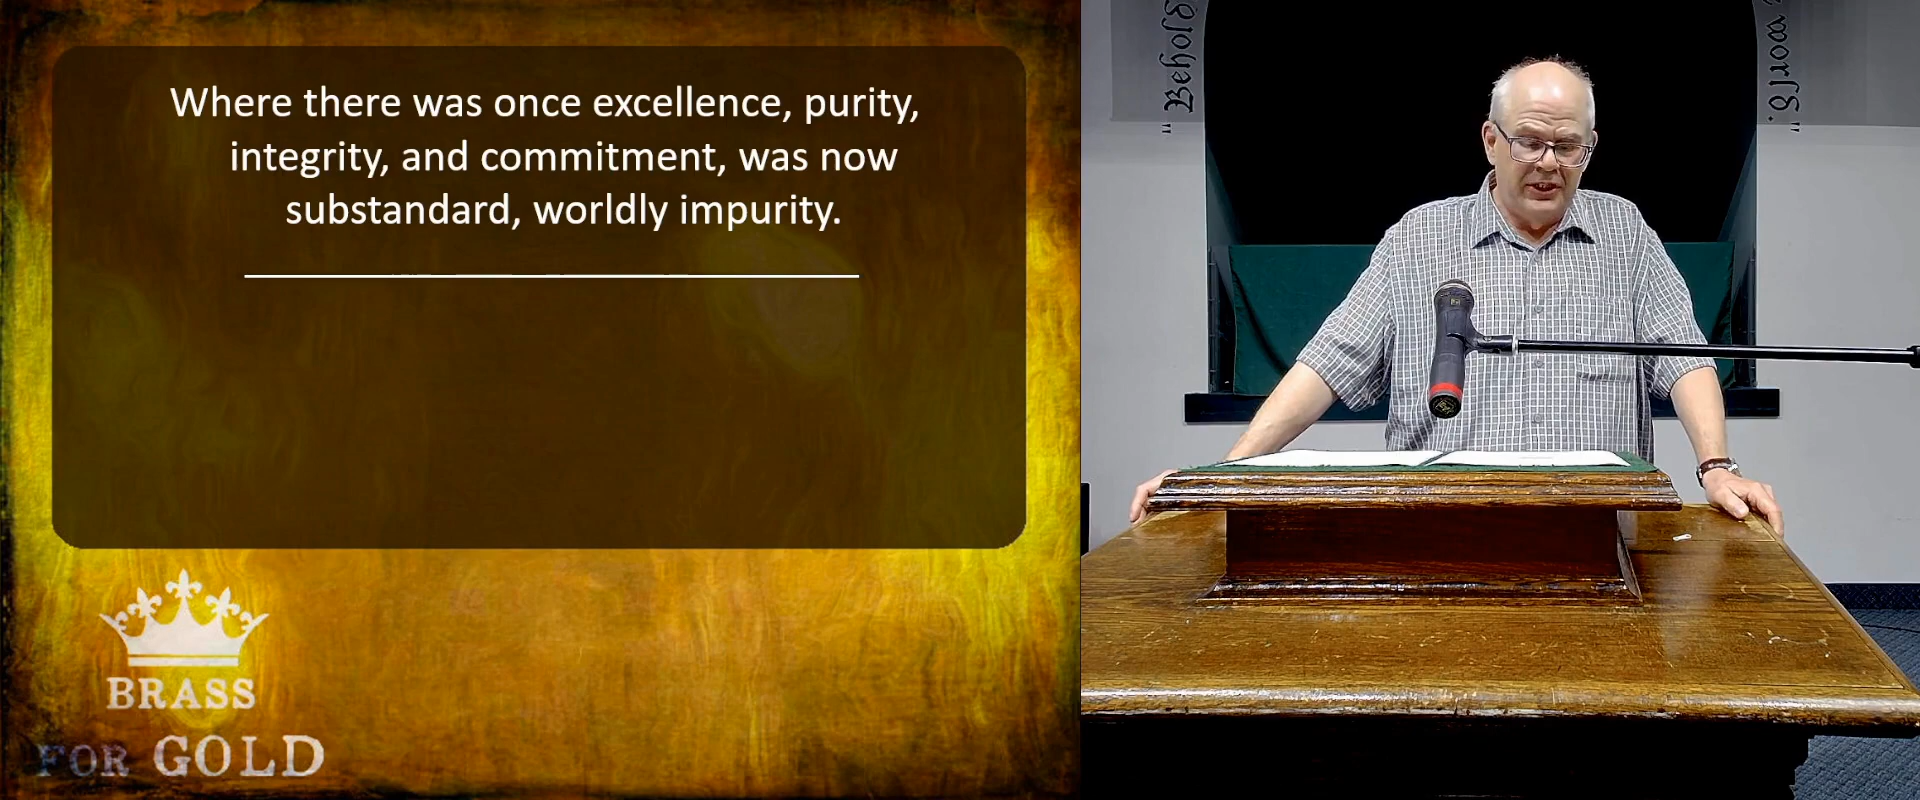 Where there was once excellence, purity,
integrity, and commitment, was now
substandard, worldly impurity.
BRASS
FOR GOLD
"Behold
world."